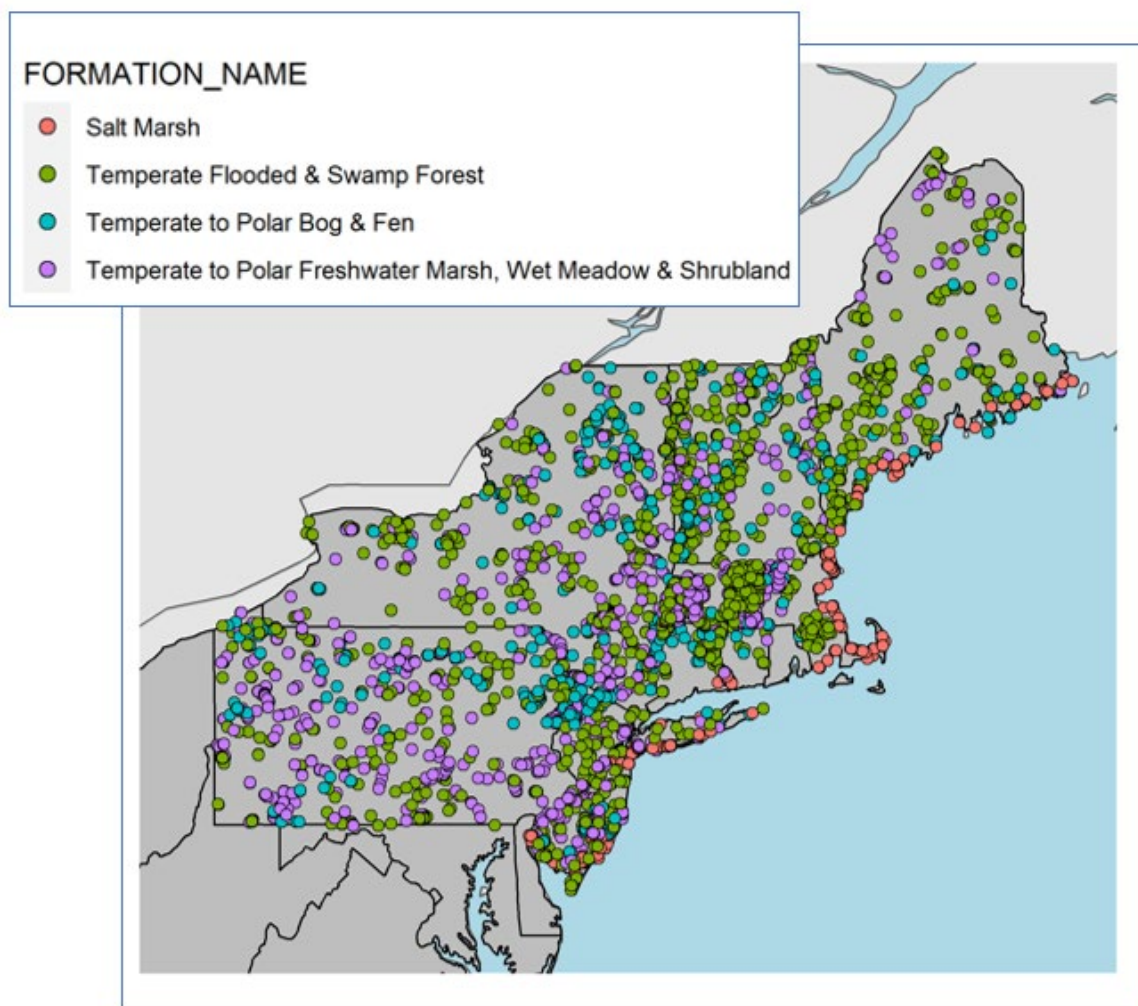 FORMATION_NAME
Salt Marsh
Temperate Flooded & Swamp Forest
Temperate to Polar Bog & Fen
Temperate to Polar Freshwater Marsh, Wet Meadow & Shrubland